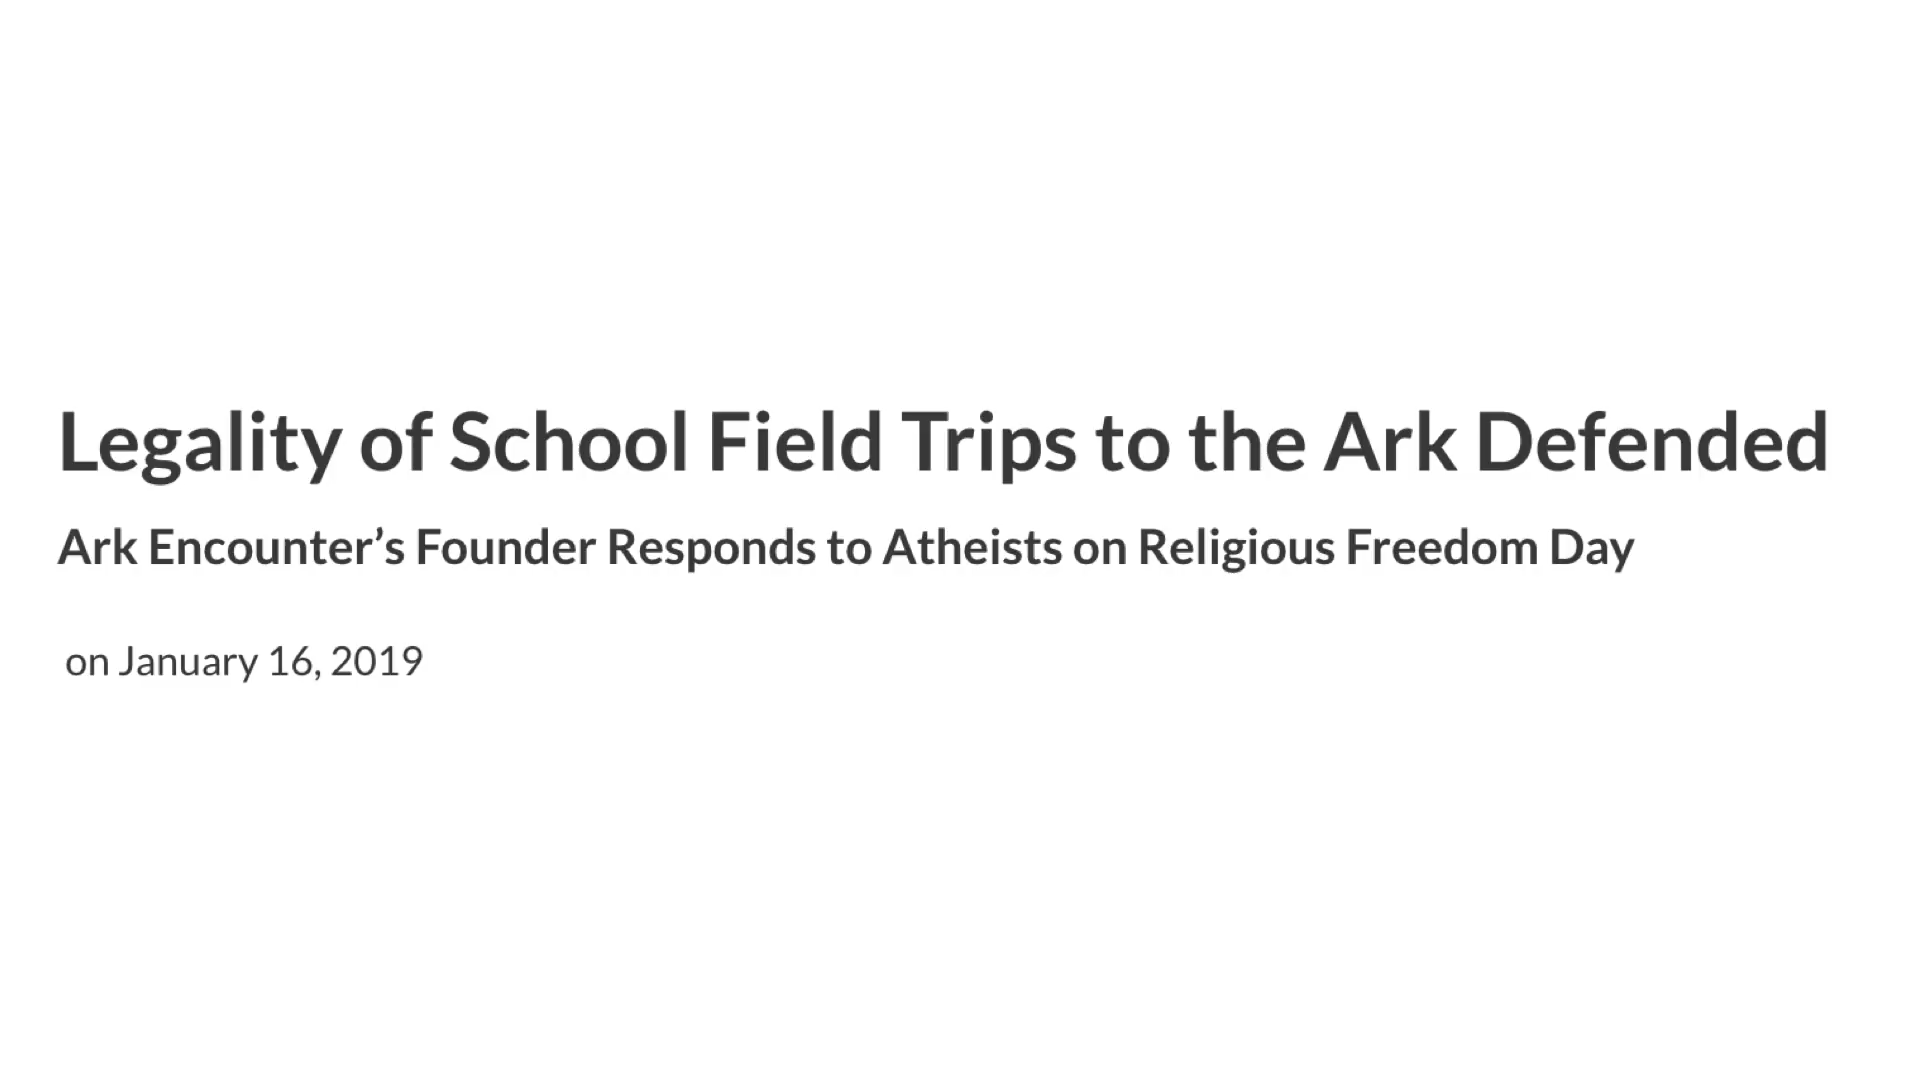 Legality of School Field Trips to the Ark Defended
Ark Encounter’s Founder Responds to Atheists on Religious Freedom Day
on January 16, 2019